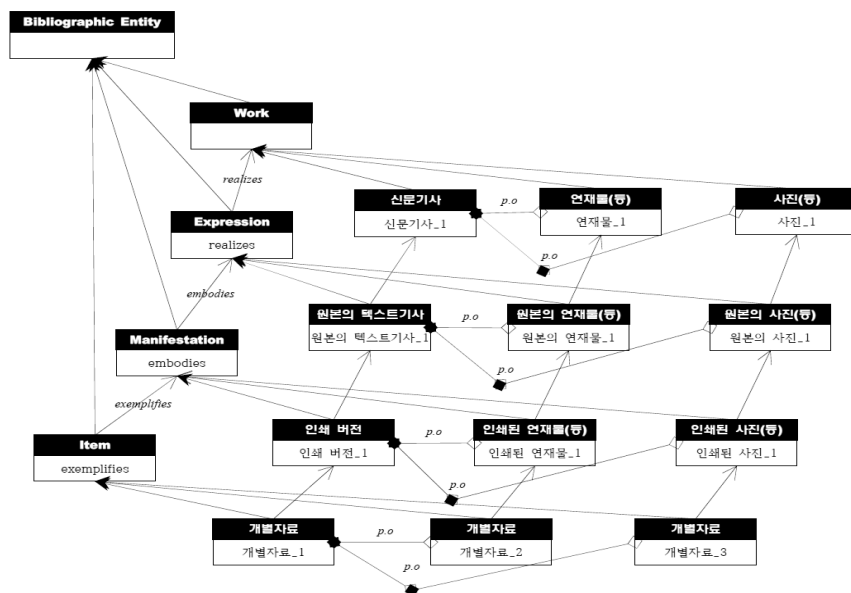 Bibliographic Entity
Work
realizes
신문기사
신문기사_1
p.o
연재물(등)
연재물_1
사진(등)
사진_1
p.o
Expression
realizes
embodies
원본의 텍스트기사
원본의 텍스트기사_1
p.o
원본의 연재물(등)
원본의 연재물_1
원본의 사진(등)
원본의 사진_1
p.o
Manifestation
embodies
exemplifies
인쇄 버전
인쇄 버전_1
p.o
인쇄된 연재물(등)
인쇄된 연재물_1
인쇄된 사진(등)
인쇄된 사진_1
p.o
Item
exemplifies
개별자료
개별자료_1
p.o
개별자료
개별자료_2
개별자료
개별자료_3
p.o